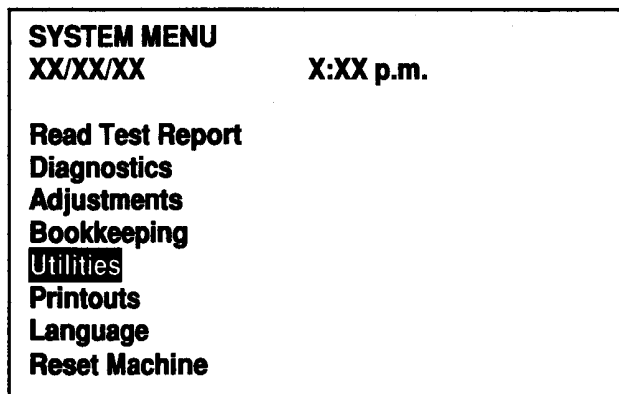 SYSTEM MENU
XX/XX/XX X:XX p.m.
Read Test Report
Diagnostics
Adjustments
Bookkeeping
Utilities
Printouts
Language
Reset Machine